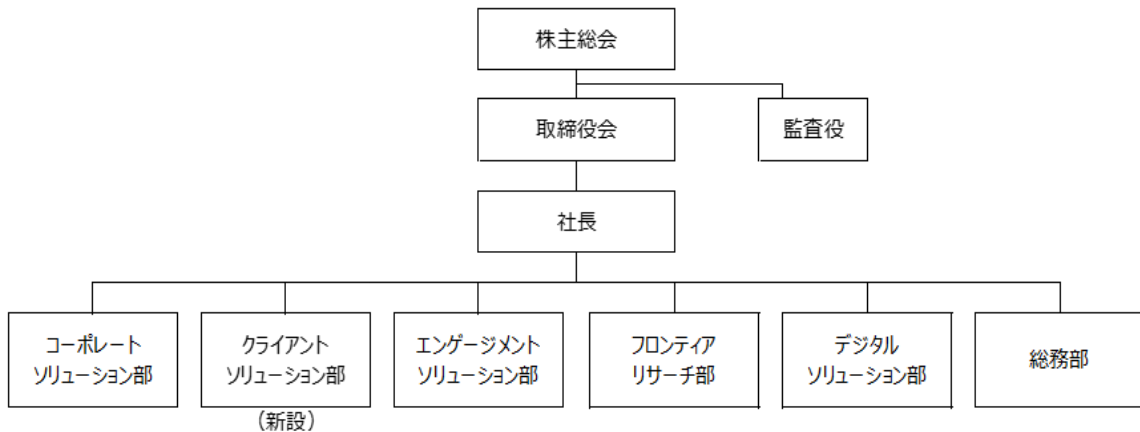 株主総会
取締役会
監査役
社長
コーポレート
ソリューション部
クライアント
ソリューション部
(新設)
エンゲージメント
ソリューション部
フロンティア
リサーチ部
デジタル
ソリューション部
総務部